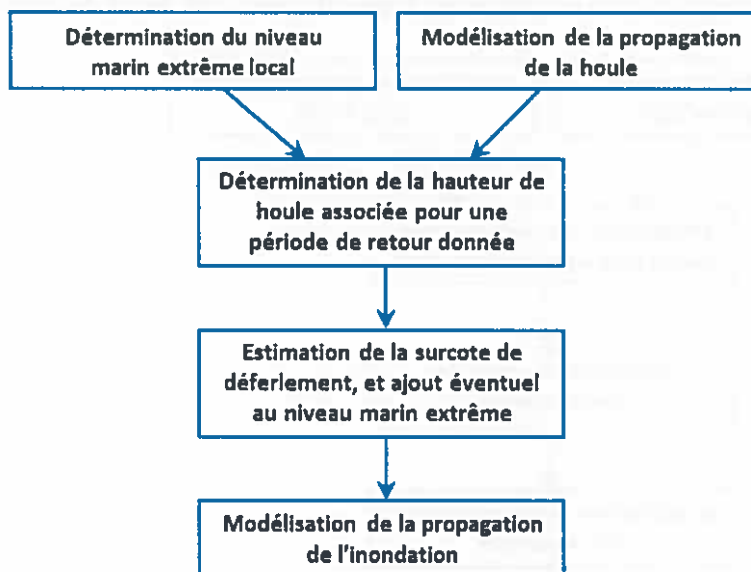 Détermination du niveau
marin extrême local
Modélisation de la propagation
de la houle
Détermination de la hauteur de
houle associée pour une
période de retour donnée
Estimation de la surcote de
déferlement, et ajout éventuel
au niveau marin extrême
Modélisation de la propagation
de l'inondation